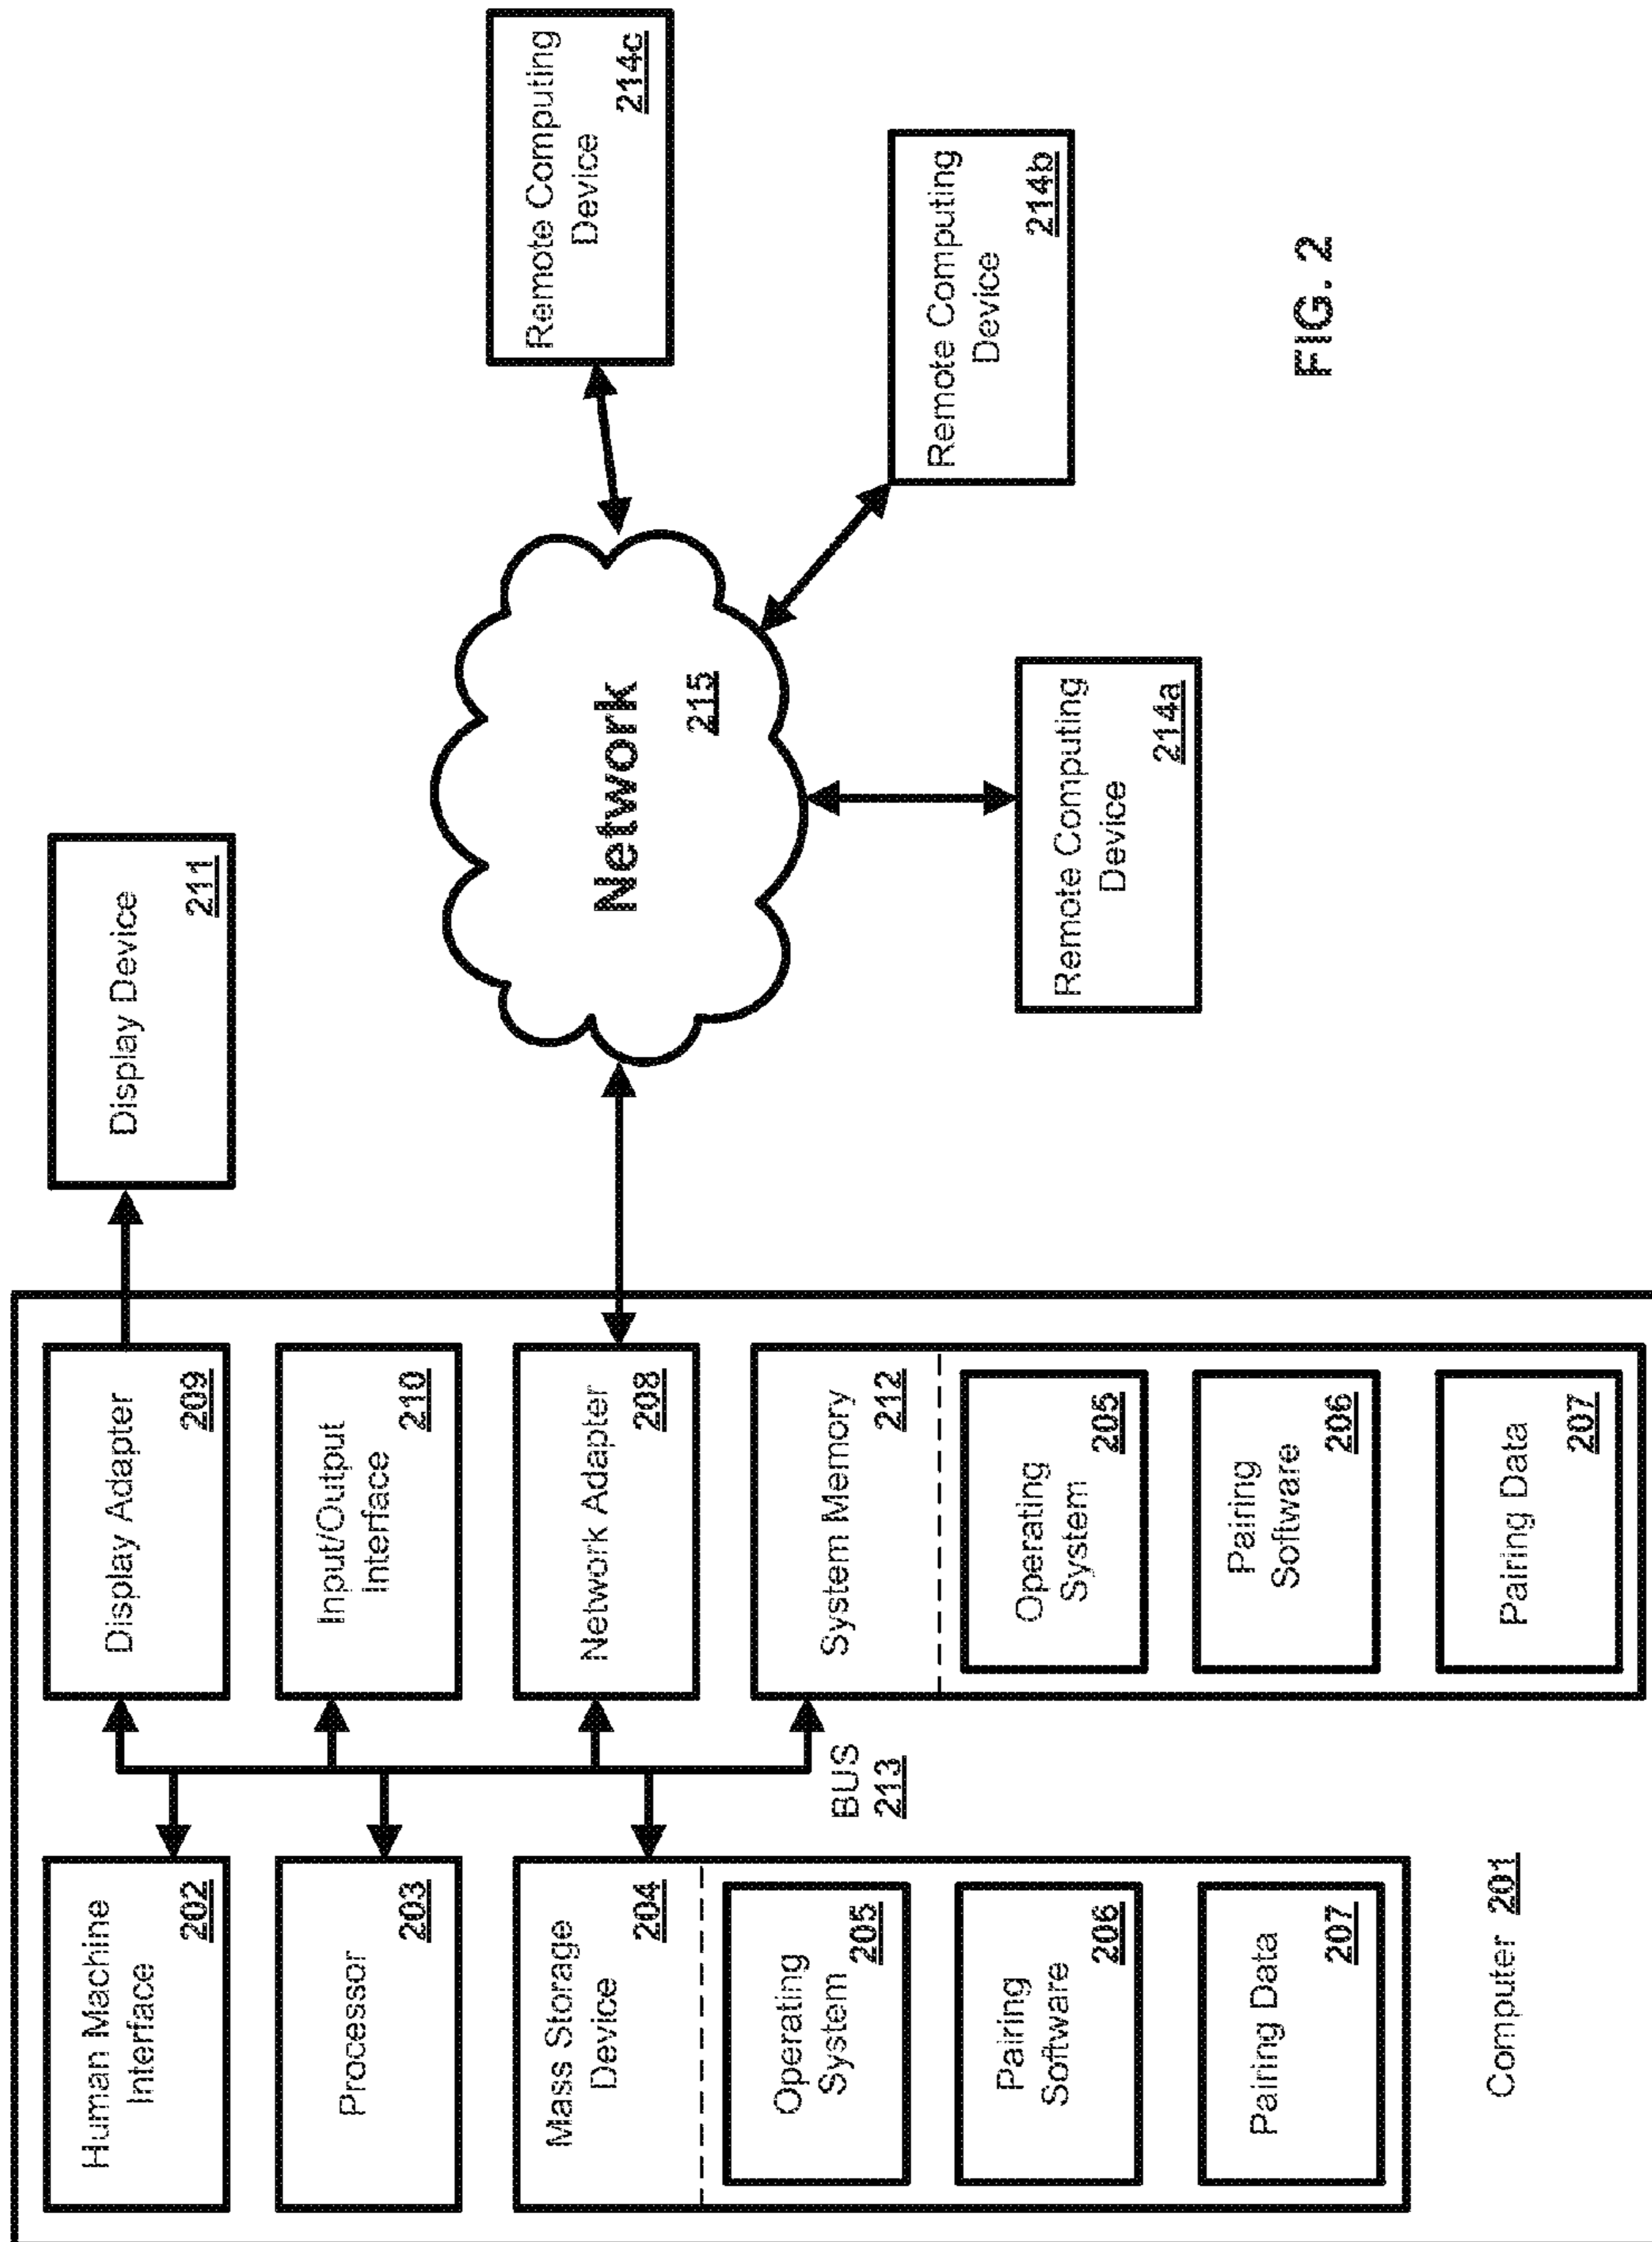 Human Machine
Interface
202
Processor
203
Mass Storage
Device
204
Operating
System
205
Pairing
Software
206
Pairing Data
207
Computer 201
BUS
213
Display Adapter
209
Input/Output
Interface
210
Network Adapter
208
System Memory
212
Operating
System
205
Pairing
Software
206
Pairing Data
207
Display Device
211
Network
215
Remote Computing
Device
214a
Remote Computing
Device
214b
Remote Computing
Device
214c
FIG. 2